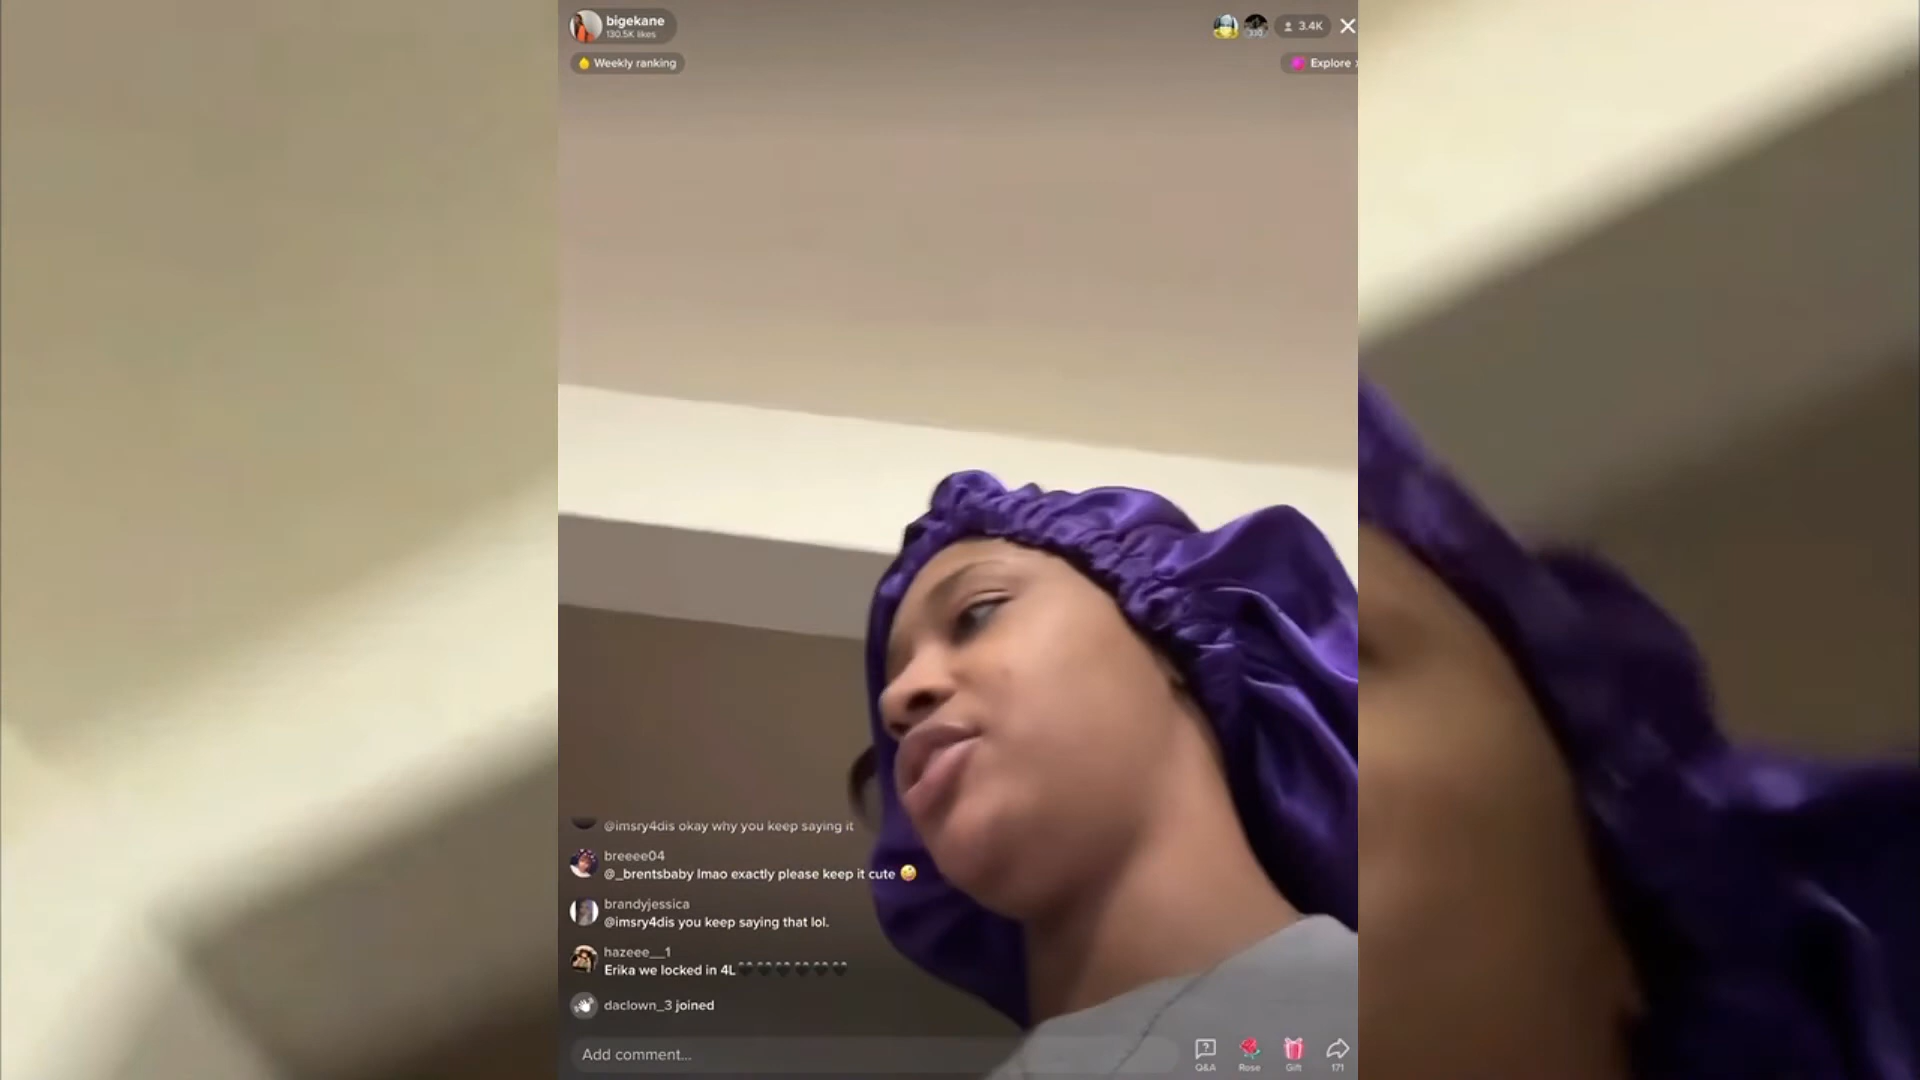 bigekane
130.5K likes
3.4K
Weekly ranking
Explore
@imsry4dis okay why you keep saying it
breeee04
@_brentsbaby lmao exactly please keep it cute 🤣
brandyjessica
@imsry4dis you keep saying that lol.
hazeee__1
Erika we locked in 4L🖤🖤🖤🖤🖤🖤
daclown_3 joined
Add comment...
Q&A
Rose
Gift
171